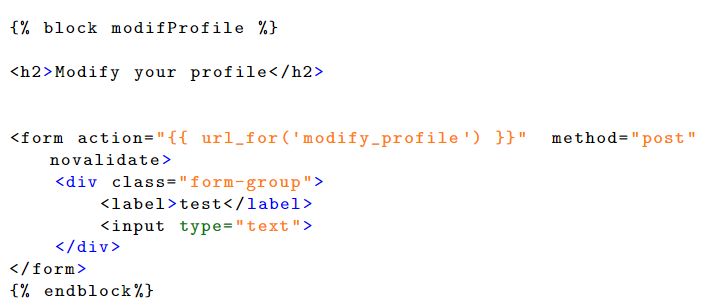 {% block modifProfile %}
<h2>Modify your profile</h2>
<form action="{{ url_for('modify_profile') }}"  method="post"
novalidate>
<div class="form-group">
<label>test</label>
<input type="text">
</div>
</form>
{% endblock%}